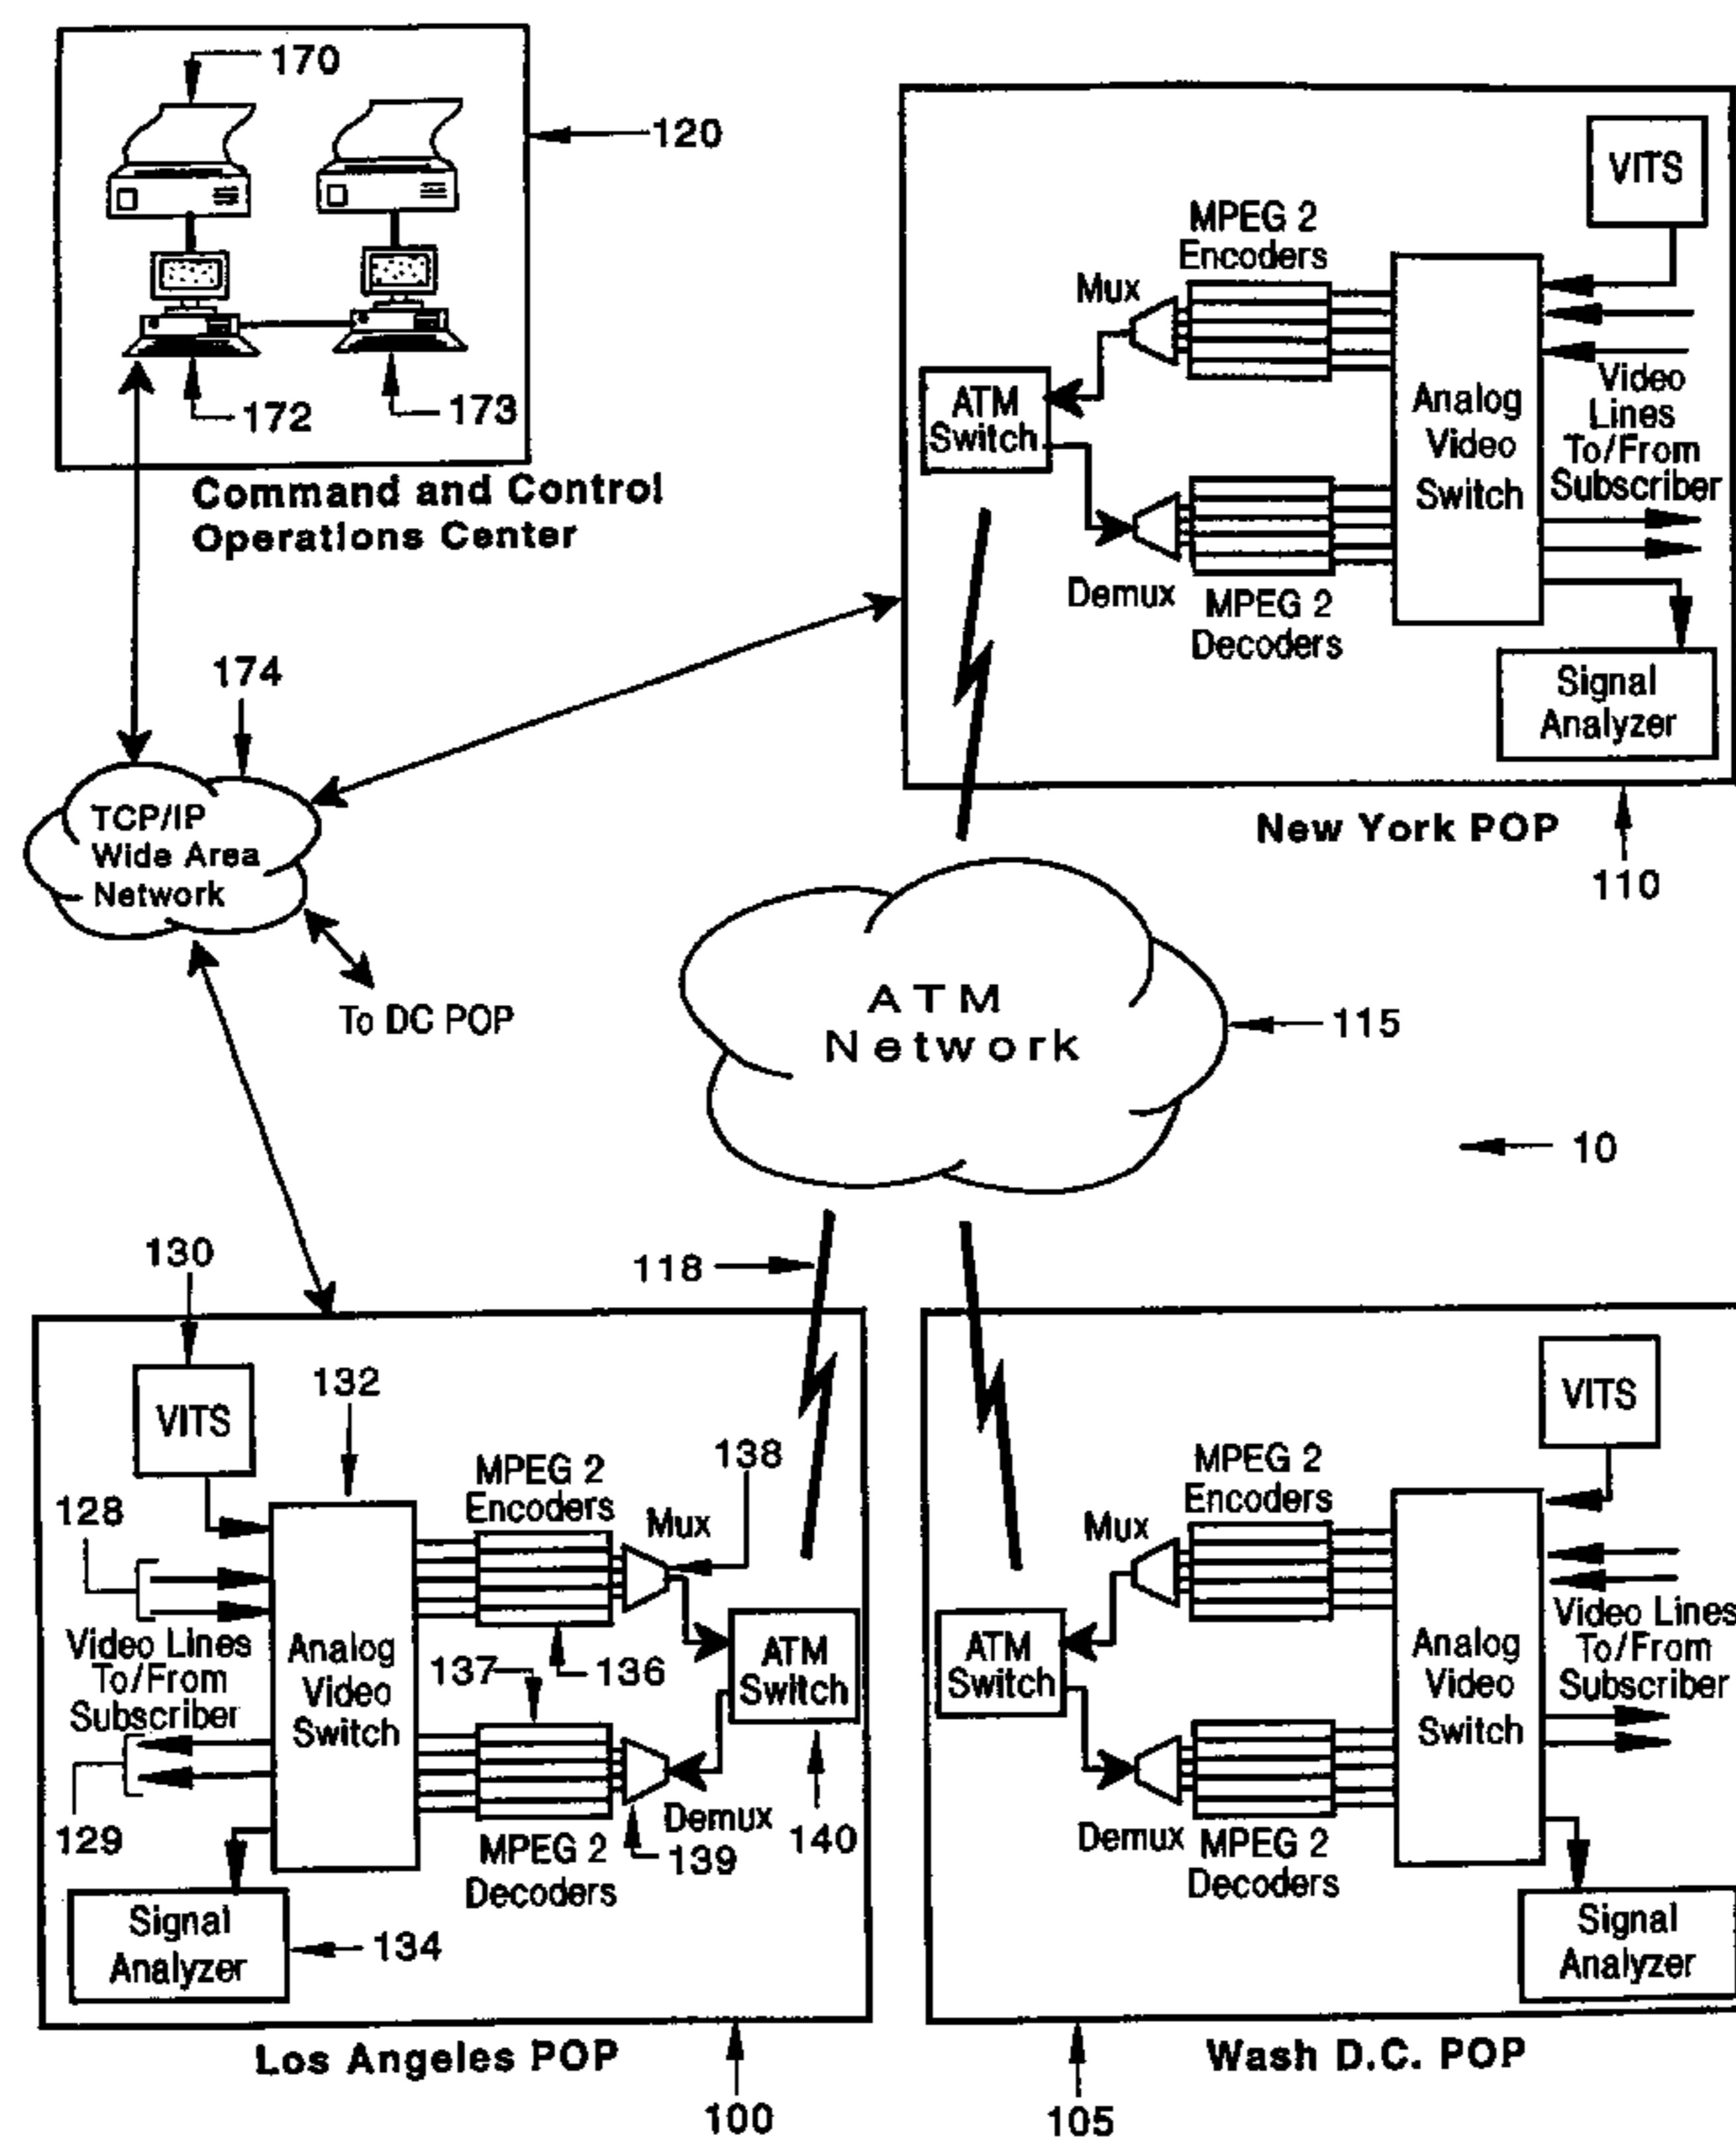 170
120
172
173
Command and Control
Operations Center
VITS
MPEG 2
Encoders
Mux
ATM
Switch
Analog
Video
Switch
Video
Lines
To/From
Subscriber
Demux
MPEG 2
Decoders
Signal
Analyzer
New York POP
110
174
TCP/IP
Wide Area
Network
To DC POP
ATM
Network
115
10
118
130
VITS
132
128
MPEG 2
Encoders
Mux
138
Video Lines
To/From
Subscriber
Analog
Video
Switch
137
136
ATM
Switch
129
MPEG 2
Decoders
Demux
139
140
Signal
Analyzer
134
Los Angeles POP
100
VITS
MPEG 2
Encoders
Mux
ATM
Switch
Analog
Video
Switch
Video Lines
To/From
Subscriber
Demux
MPEG 2
Decoders
Signal
Analyzer
Wash D.C. POP
105